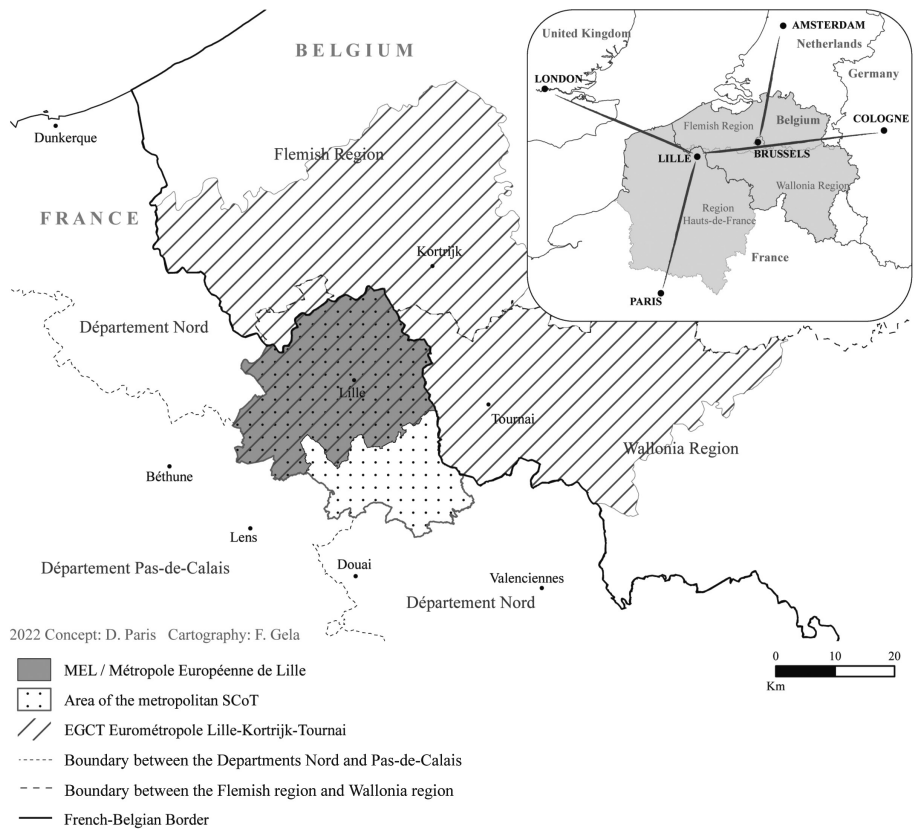 BELGIUM
Dunkerque
Flemish Region
FRANCE
Kortrijk
Département Nord
Lille
Tournai
Wallonia Region
Béthune
Lens
Département Pas-de-Calais
Douai
Valenciennes
Département Nord
United Kingdom
AMSTERDAM
Netherlands
Germany
LONDON
Belgium
COLOGNE
Flemish Region
LILLE
BRUSSELS
Wallonia Region
Region
Hauts-de-France
France
PARIS
2022 Concept: D. Paris Cartography: F. Gela
0 10 20
Km
MEL / Métropole Européenne de Lille
Area of the metropolitan SCoT
EGCT Eurométropole Lille-Kortrijk-Tournai
Boundary between the Departments Nord and Pas-de-Calais
Boundary between the Flemish region and Wallonia region
French-Belgian Border